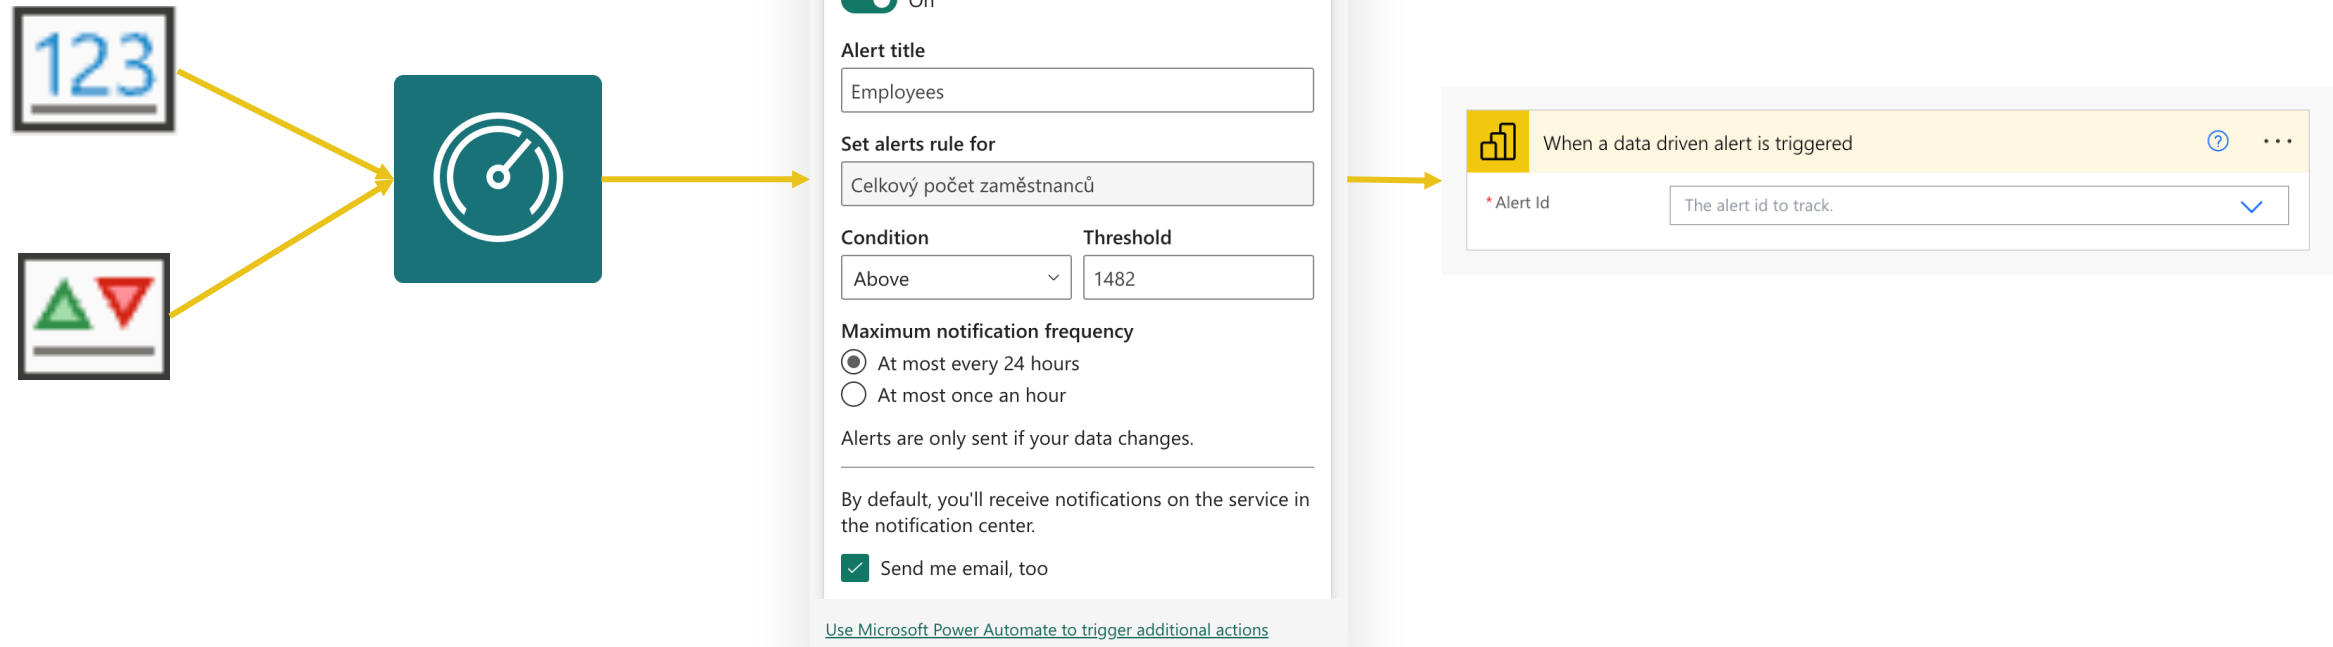 123
On
Alert title
Employees
Set alerts rule for
Celkový počet zaměstnanců
Condition
Threshold
Above
1482
Maximum notification frequency
At most every 24 hours
At most once an hour
Alerts are only sent if your data changes.
By default, you'll receive notifications on the service in
the notification center.
Send me email, too
Use Microsoft Power Automate to trigger additional actions
When a data driven alert is triggered
* Alert Id
The alert id to track.